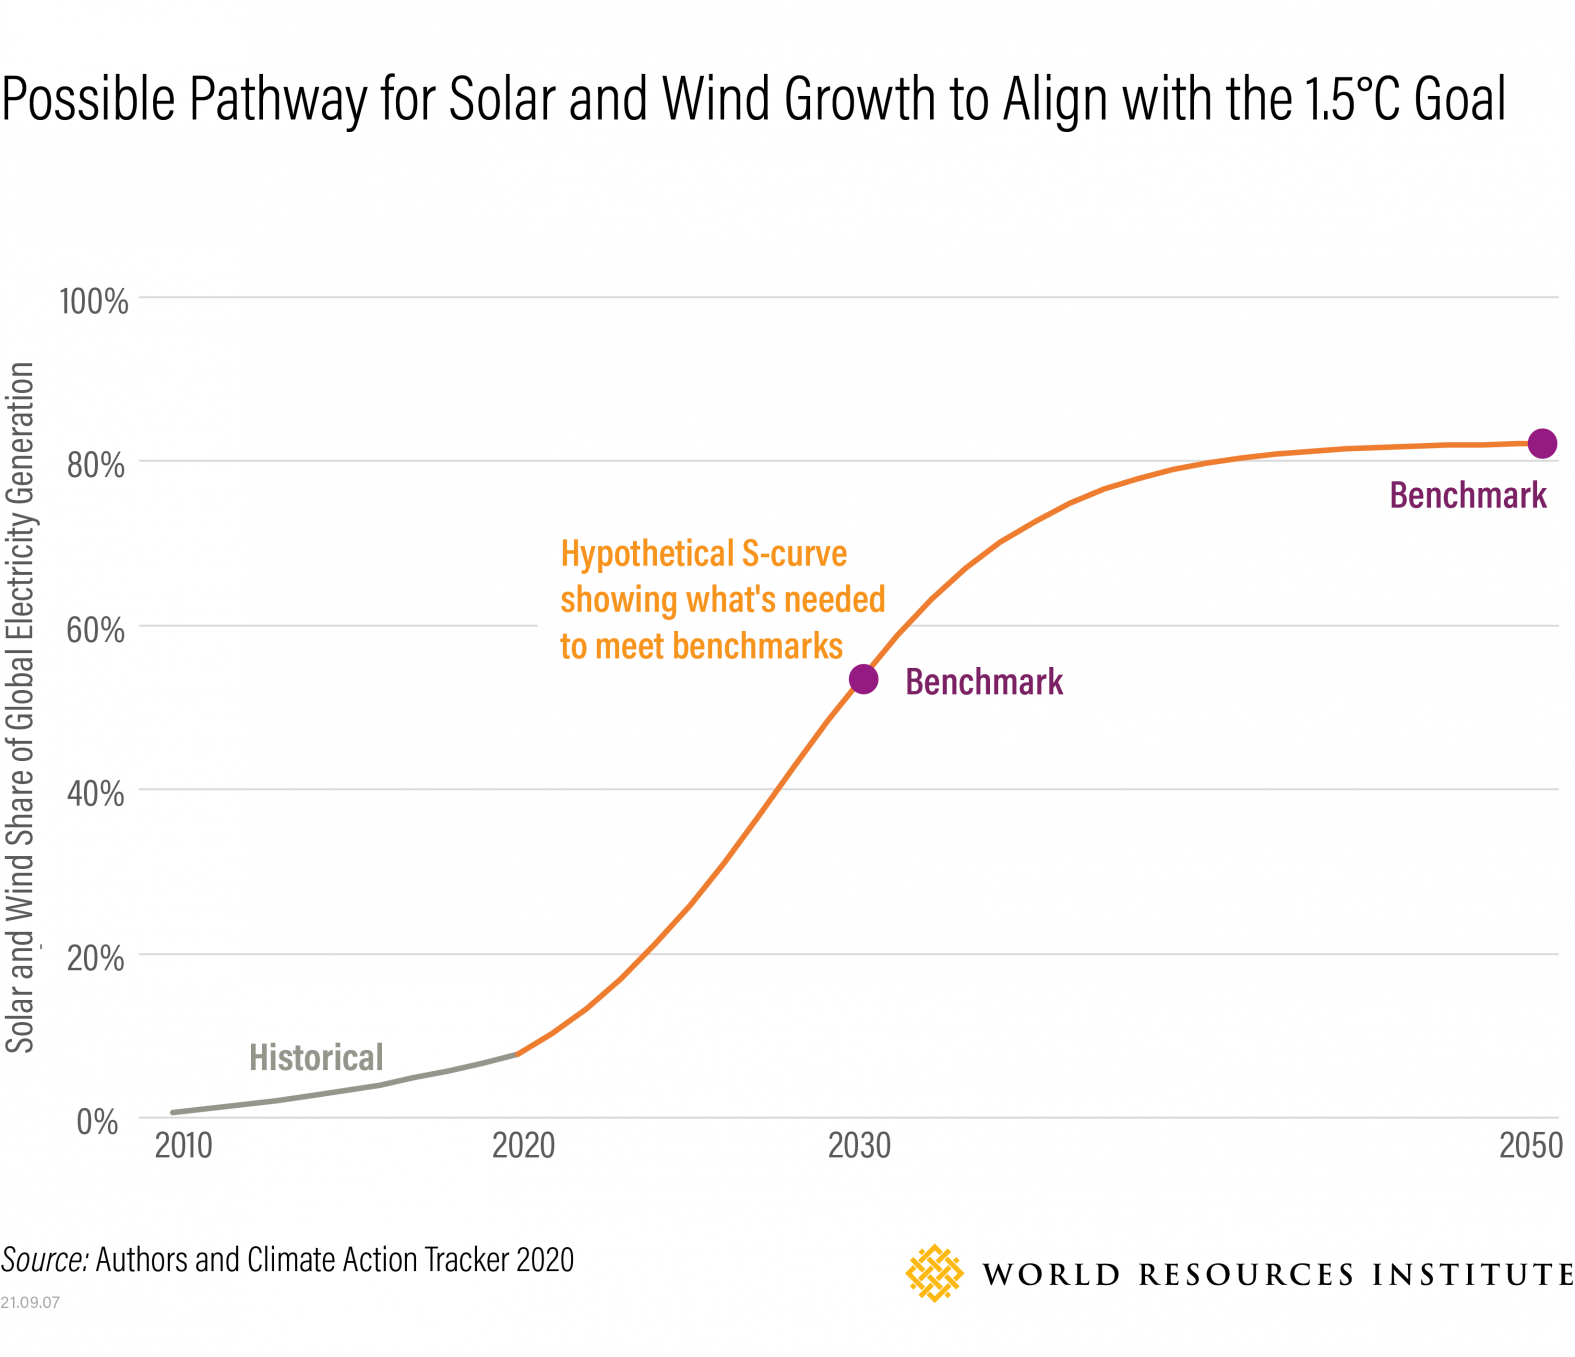 Possible Pathway for Solar and Wind Growth to Align with the 1.5°C Goal
Solar and Wind Share of Global Electricity Generation
100%
80%
60%
40%
20%
0%
Hypothetical S-curve
showing what's needed
to meet benchmarks
Benchmark
Benchmark
Historical
2010
2020
2030
2050
Source: Authors and Climate Action Tracker 2020
21.09.07
WORLD RESOURCES INSTITUTE